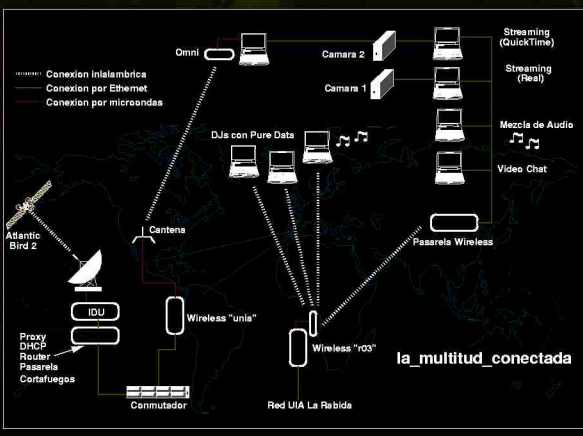 Omni
Camara 2
Streaming
(QuickTime)
Conexion inlalambrica
Conexion por Ethernet
Conexion por microondas
Camara 1
Streaming
(Real)
DJs con Pure Data
Mezcla de Audio
Video Chat
Atlantic
Bird 2
Cantena
Pasarela Wireless
IDU
Wireless "unia"
Proxy
DHCP
Router
Pasarela
Cortafuegos
Wireless "r03"
la_multitud_conectada
Conmutador
Red UIA La Rabida